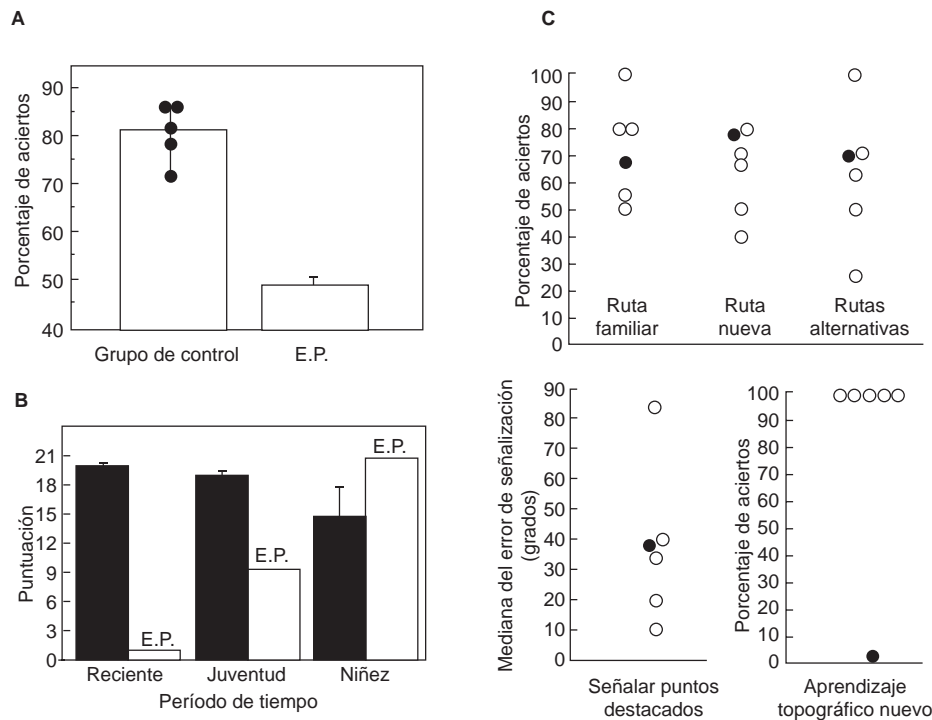 A
Porcentaje de aciertos
90
80
70
50
40
Grupo de control
E.P.
B
Puntuación
21
18
15
12
9
6
3
0
E.P.
E.P.
E.P.
Reciente
Juventud
Niñez
Período de tiempo
C
Porcentaje de aciertos
100
90
80
70
60
50
40
30
20
10
Ruta
familiar
Ruta
nueva
Rutas
alternativas
Mediana del error de señalización
(grados)
90
80
70
60
50
40
30
20
10
0
Señalar puntos
destacados
Porcentaje de aciertos
100
90
80
70
60
50
40
30
20
10
0
Aprendizaje
topográfico nuevo